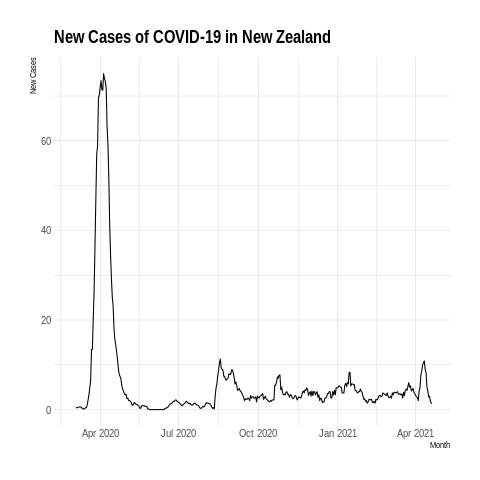 New Cases of COVID-19 in New Zealand
New Cases
60
40
20
0
Apr 2020 Jul 2020 Oct 2020 Jan 2021 Apr 2021
Month